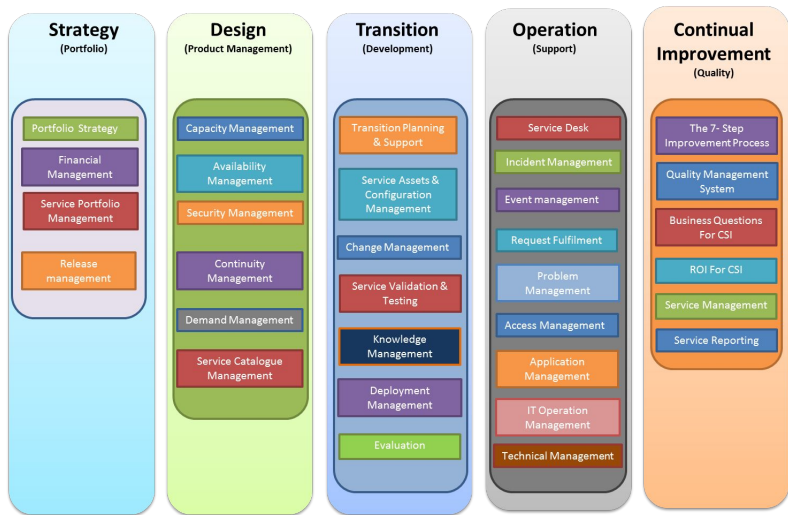 Strategy
(Portfolio)
Portfolio Strategy
Financial
Management
Service Portfolio
Management
Release
management
Design
(Product Management)
Capacity Management
Availability
Management
Security Management
Continuity
Management
Demand Management
Service Catalogue
Management
Transition
(Development)
Transition Planning
& Support
Service Assets &
Configuration
Management
Change Management
Service Validation &
Testing
Knowledge
Management
Deployment
Management
Evaluation
Operation
(Support)
Service Desk
Incident Management
Event management
Request Fulfilment
Problem
Management
Access Management
Application
Management
IT Operation
Management
Technical Management
Continual
Improvement
(Quality)
The 7- Step
Improvement Process
Quality Management
System
Business Questions
For CSI
ROI For CSI
Service Management
Service Reporting